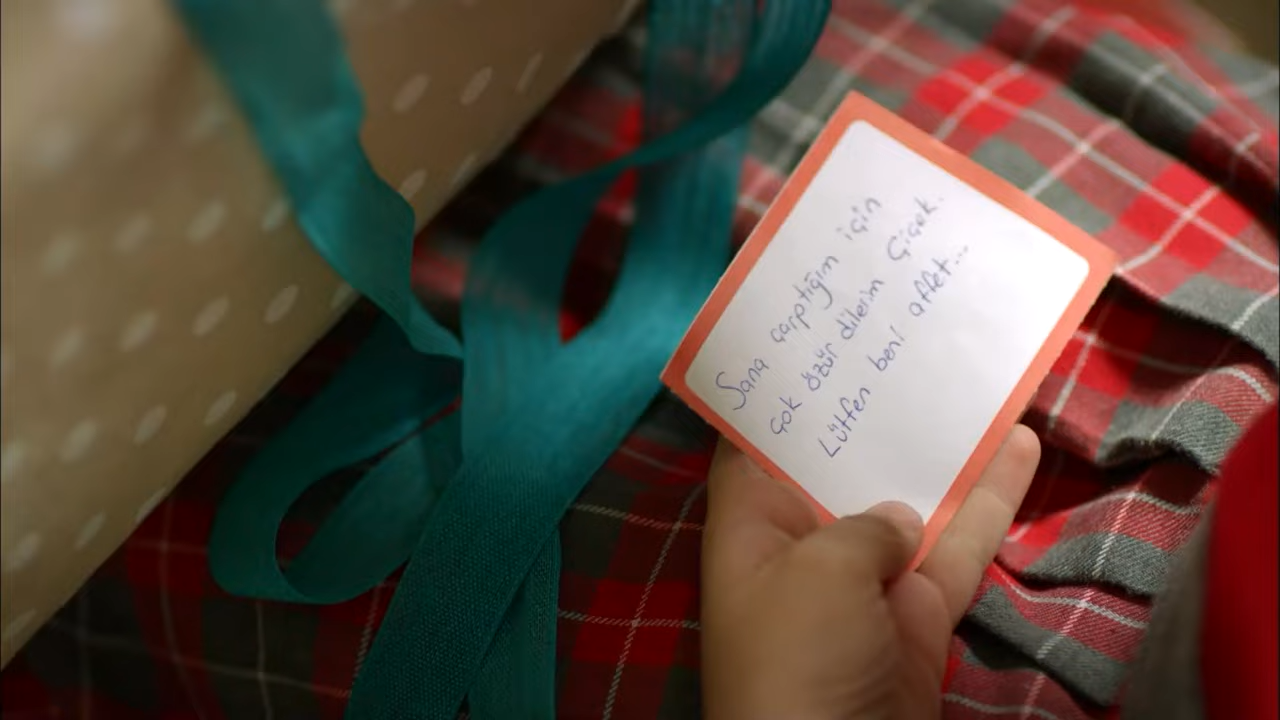 Sana çarptığım için
çok özür dilerim Çiçek.
Lütfen beni affet...